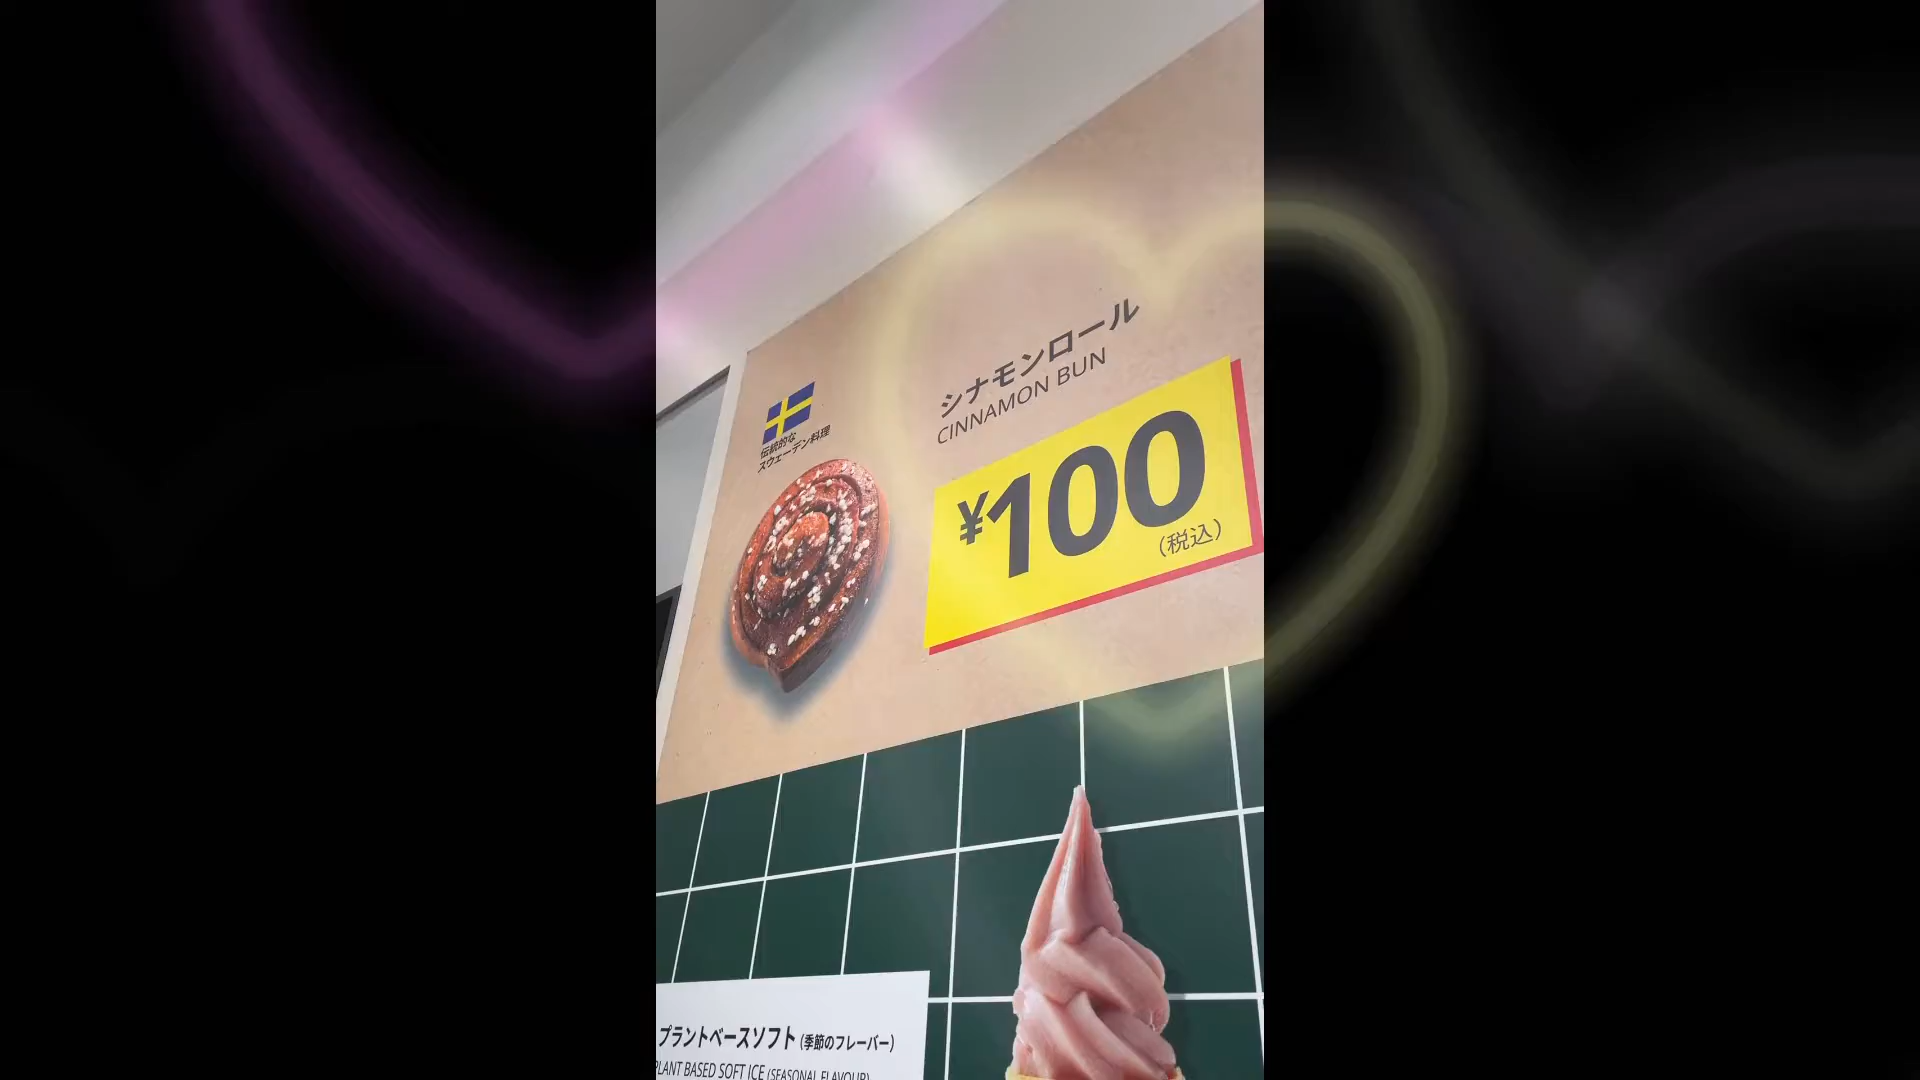 伝統的な
スウェーデン料理
シナモンロール
CINNAMON BUN
¥100
(税込)
プラントベースソフト (季節のフレーバー)
PLANT BASED SOFT ICE (SEASONAL FLAVOUR)